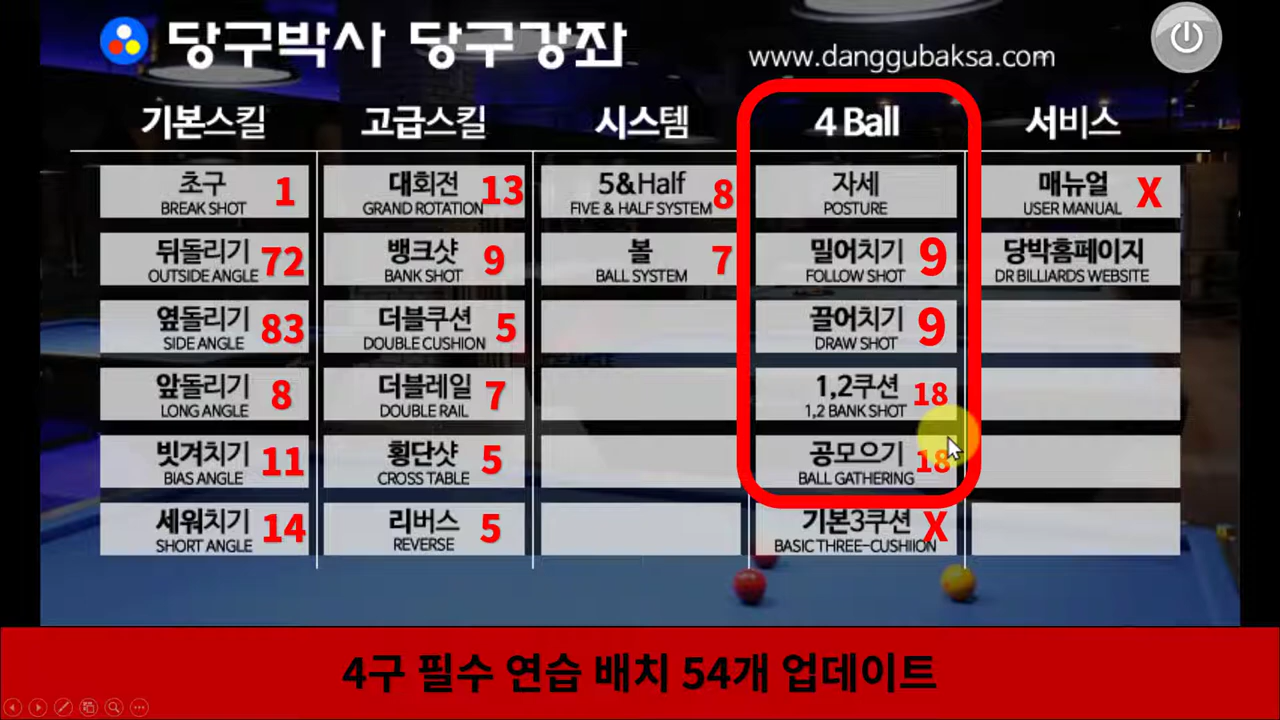 당구박사 당구강좌
www.danggubaksa.com
기본스킬
고급스킬
시스템
4 Ball
서비스
초구 1
BREAK SHOT
대회전 13
GRAND ROTATION
5&Half 8
FIVE & HALF SYSTEM
자세
POSTURE
매뉴얼 X
USER MANUAL
뒤돌리기 72
OUTSIDE ANGLE
뱅크샷 9
BANK SHOT
볼 7
BALL SYSTEM
밀어치기 9
FOLLOW SHOT
당박홈페이지
DR BILLIARDS WEBSITE
옆돌리기 83
SIDE ANGLE
더블쿠션 5
DOUBLE CUSHION
끌어치기 9
DRAW SHOT
앞돌리기 8
LONG ANGLE
더블레일 7
DOUBLE RAIL
1,2쿠션 18
1,2 BANK SHOT
빗겨치기 11
BIAS ANGLE
횡단샷 5
CROSS TABLE
공모으기 18
BALL GATHERING
세워치기 14
SHORT ANGLE
리버스 5
REVERSE
기본3쿠션 X
BASIC THREE-CUSHIION
4구 필수 연습 배치 54개 업데이트